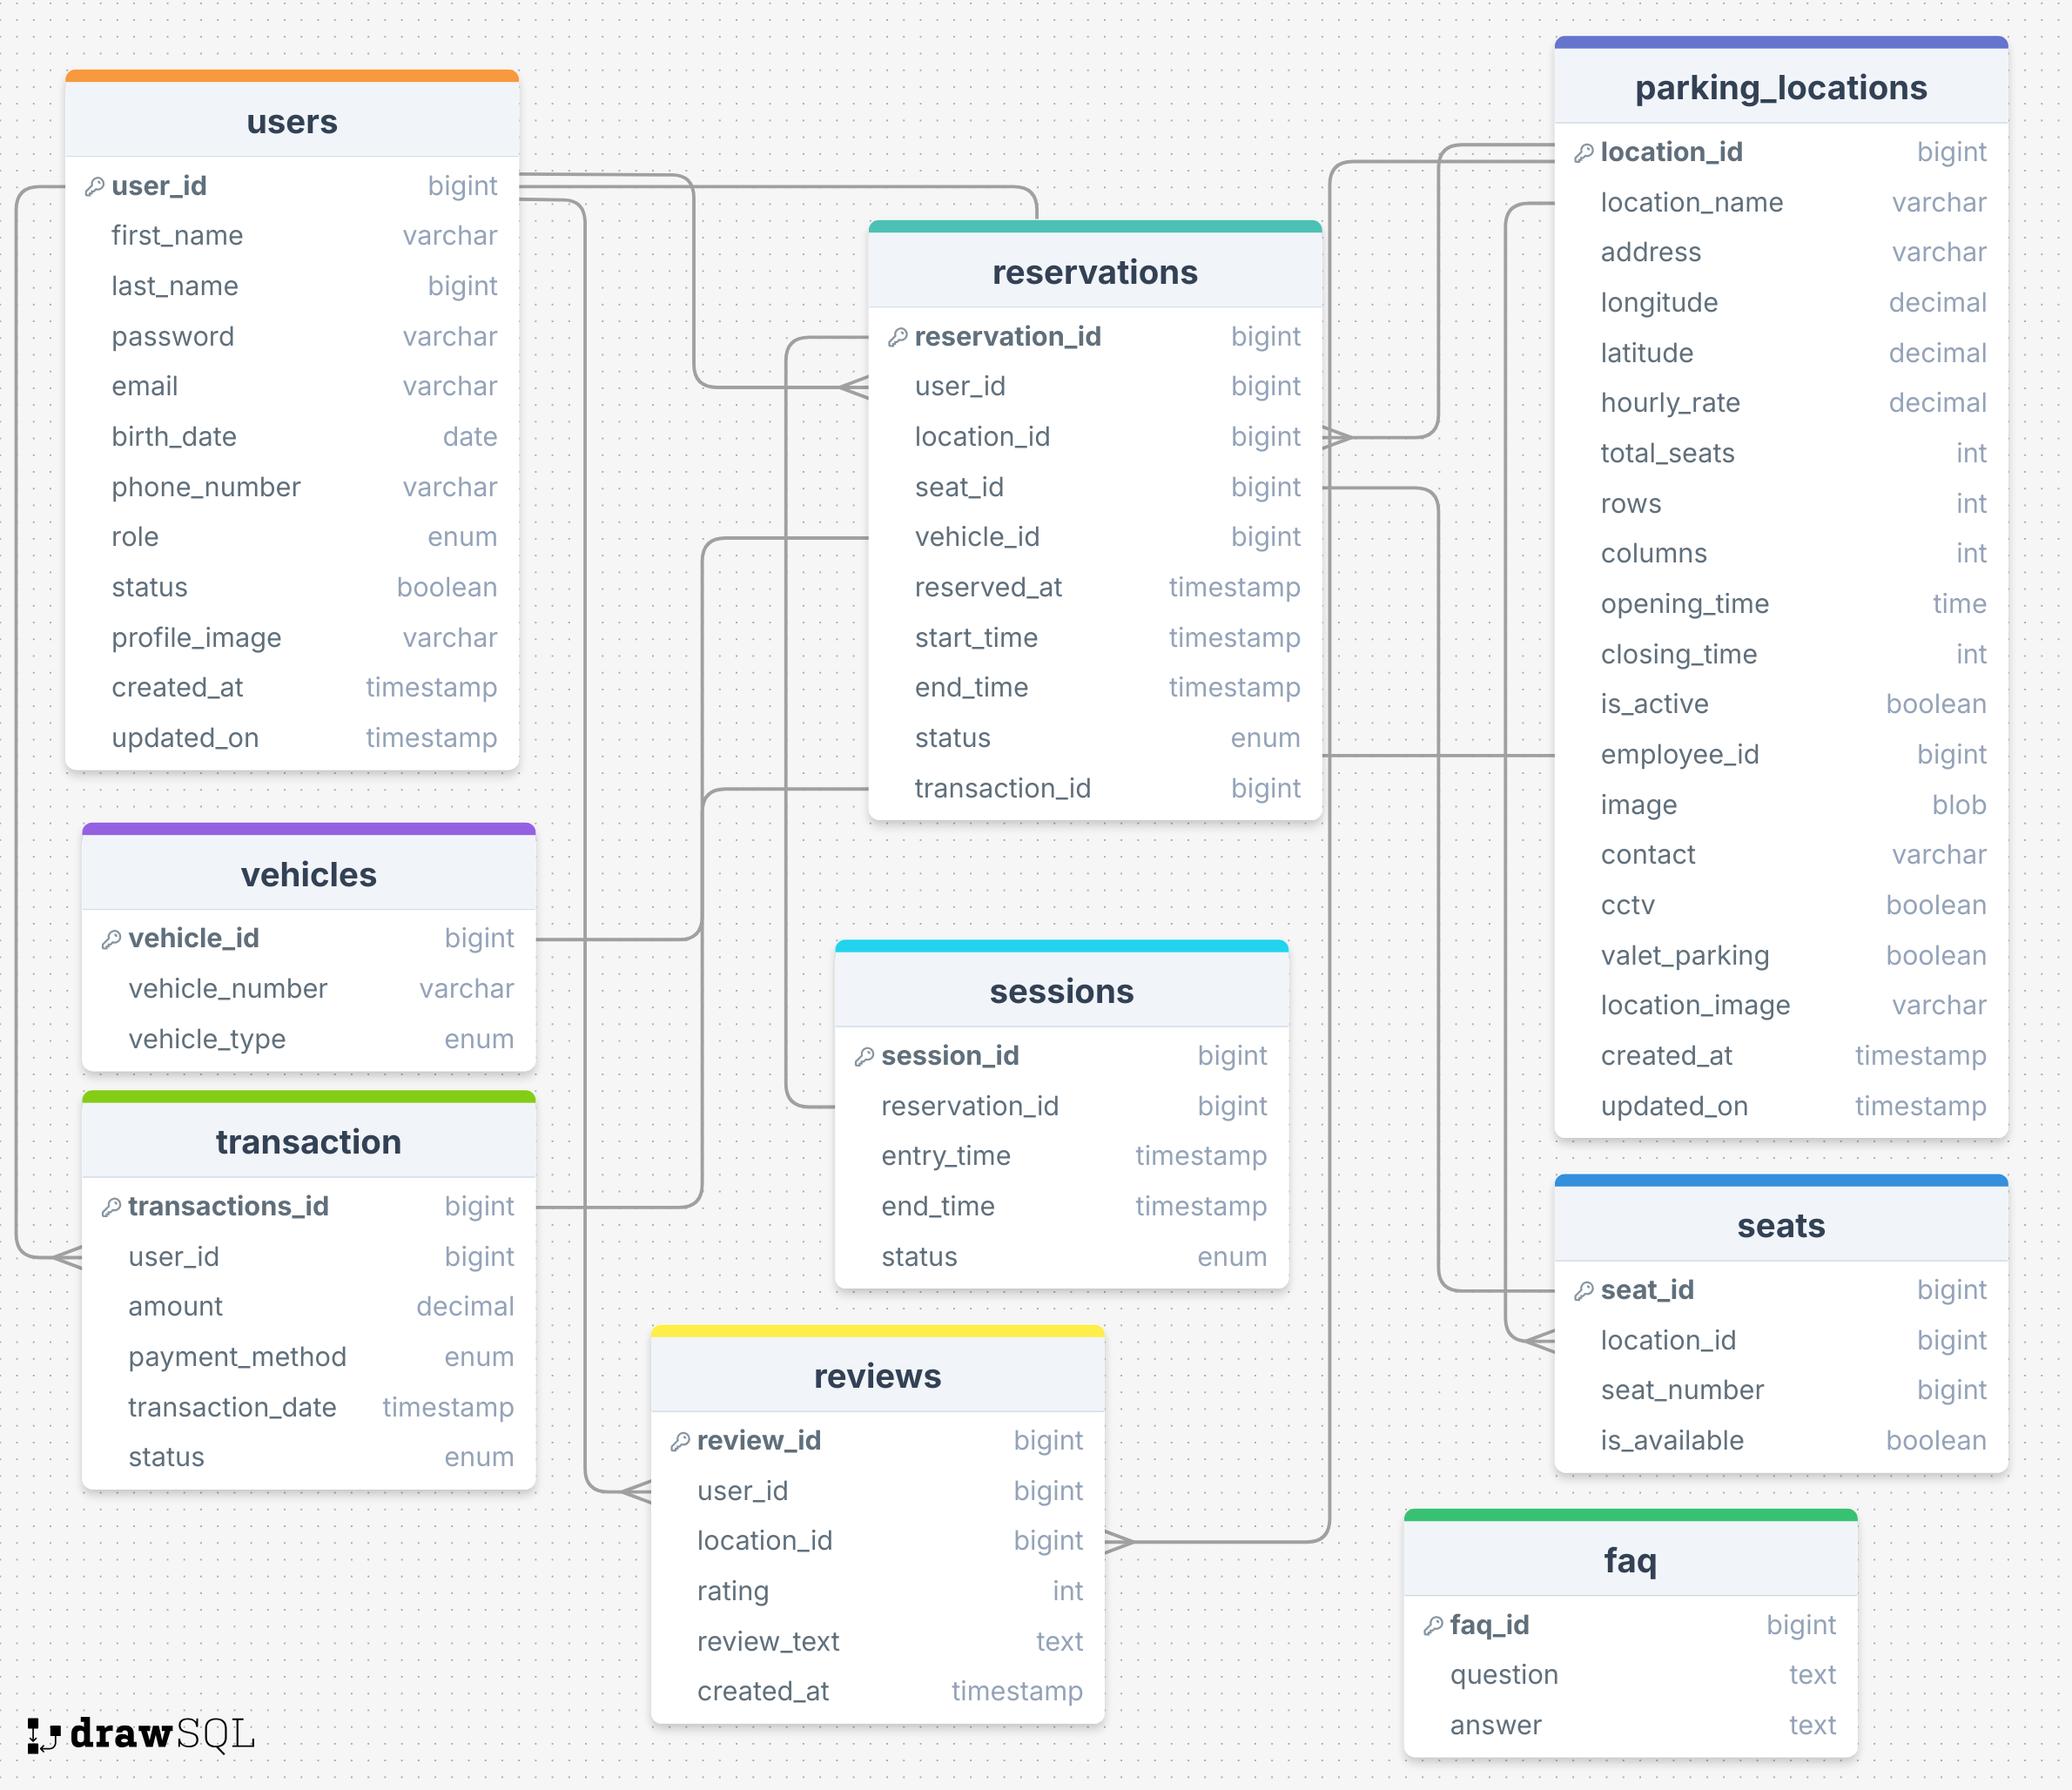 users
user_id bigint
first_name varchar
last_name bigint
password varchar
email varchar
birth_date date
phone_number varchar
role enum
status boolean
profile_image varchar
created_at timestamp
updated_on timestamp
vehicles
vehicle_id bigint
vehicle_number varchar
vehicle_type enum
transaction
transactions_id bigint
user_id bigint
amount decimal
payment_method enum
transaction_date timestamp
status enum
reservations
reservation_id bigint
user_id bigint
location_id bigint
seat_id bigint
vehicle_id bigint
reserved_at timestamp
start_time timestamp
end_time timestamp
status enum
transaction_id bigint
sessions
session_id bigint
reservation_id bigint
entry_time timestamp
end_time timestamp
status enum
reviews
review_id bigint
user_id bigint
location_id bigint
rating int
review_text text
created_at timestamp
parking_locations
location_id bigint
location_name varchar
address varchar
longitude decimal
latitude decimal
hourly_rate decimal
total_seats int
rows int
columns int
opening_time time
closing_time int
is_active boolean
employee_id bigint
image blob
contact varchar
cctv boolean
valet_parking boolean
location_image varchar
created_at timestamp
updated_on timestamp
seats
seat_id bigint
location_id bigint
seat_number bigint
is_available boolean
faq
faq_id bigint
question text
answer text
drawSQL